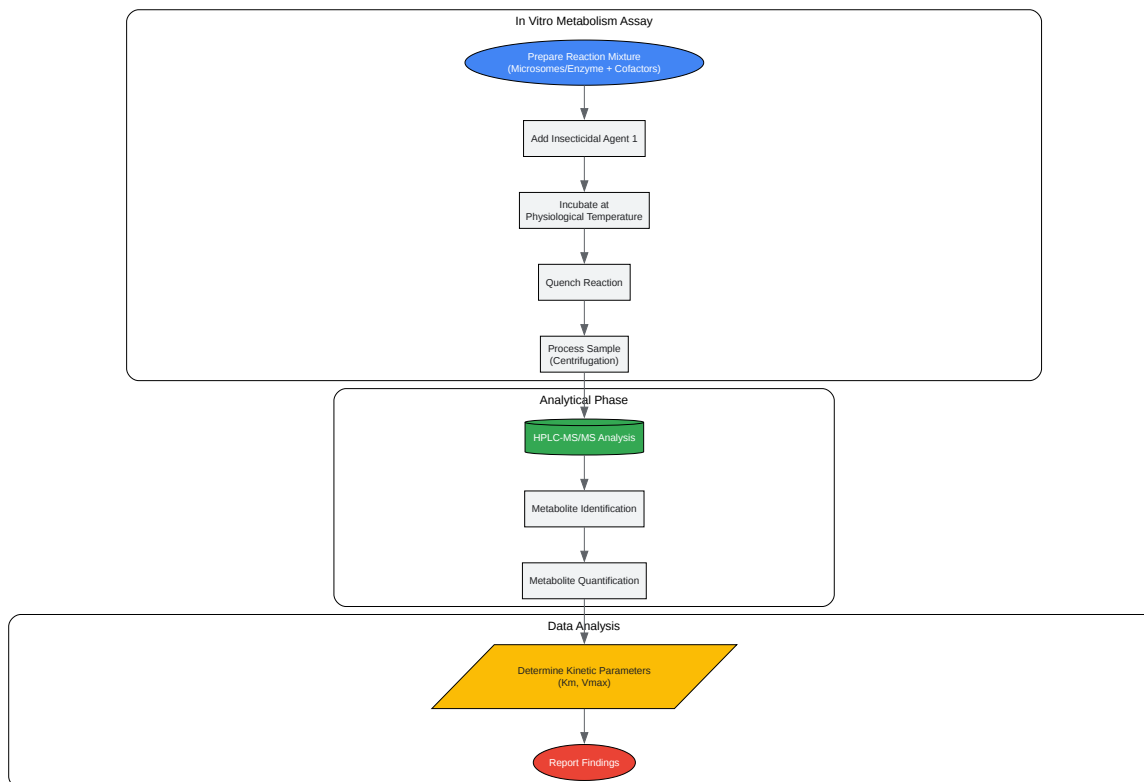 In Vitro Metabolism Assay
Prepare Reaction Mixture
(Microsomes/Enzyme + Cofactors)
Add Insecticidal Agent 1
Incubate at
Physiological Temperature
Quench Reaction
Process Sample
(Centrifugation)
Analytical Phase
HPLC-MS/MS Analysis
Metabolite Identification
Metabolite Quantification
Data Analysis
Determine Kinetic Parameters
(Km, Vmax)
Report Findings